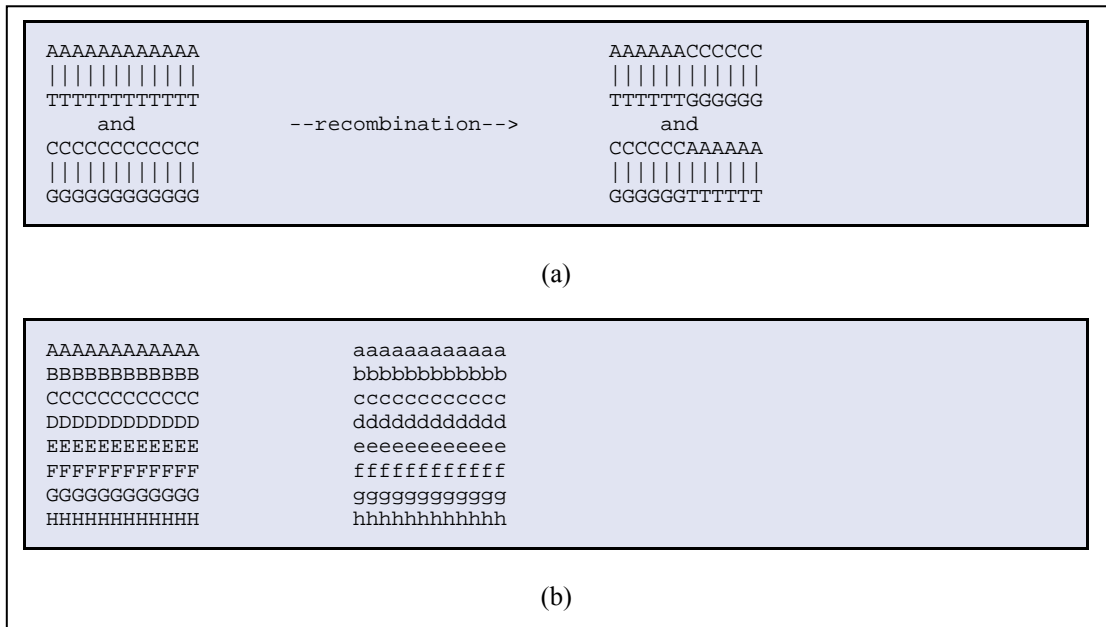 AAAAAAAAAAAA AAAAAACCCCCC
|||||||||||| ||||||||||||
TTTTTTTTTTTT TTTTTTGGGGGG
and --recombination--> and
CCCCCCCCCCCC CCCCCCAAAAAA
|||||||||||| ||||||||||||
GGGGGGGGGGGG GGGGGGTTTTTT
(a)
AAAAAAAAAAAA aaaaaaaaaaaa
BBBBBBBBBBBB bbbbbbbbbbbb
CCCCCCCCCCCC cccccccccccc
DDDDDDDDDDDD dddddddddddd
EEEEEEEEEEEE eeeeeeeeeeee
FFFFFFFFFFFF ffffffffffff
GGGGGGGGGGGG gggggggggggg
HHHHHHHHHHHH hhhhhhhhhhhh
(b)